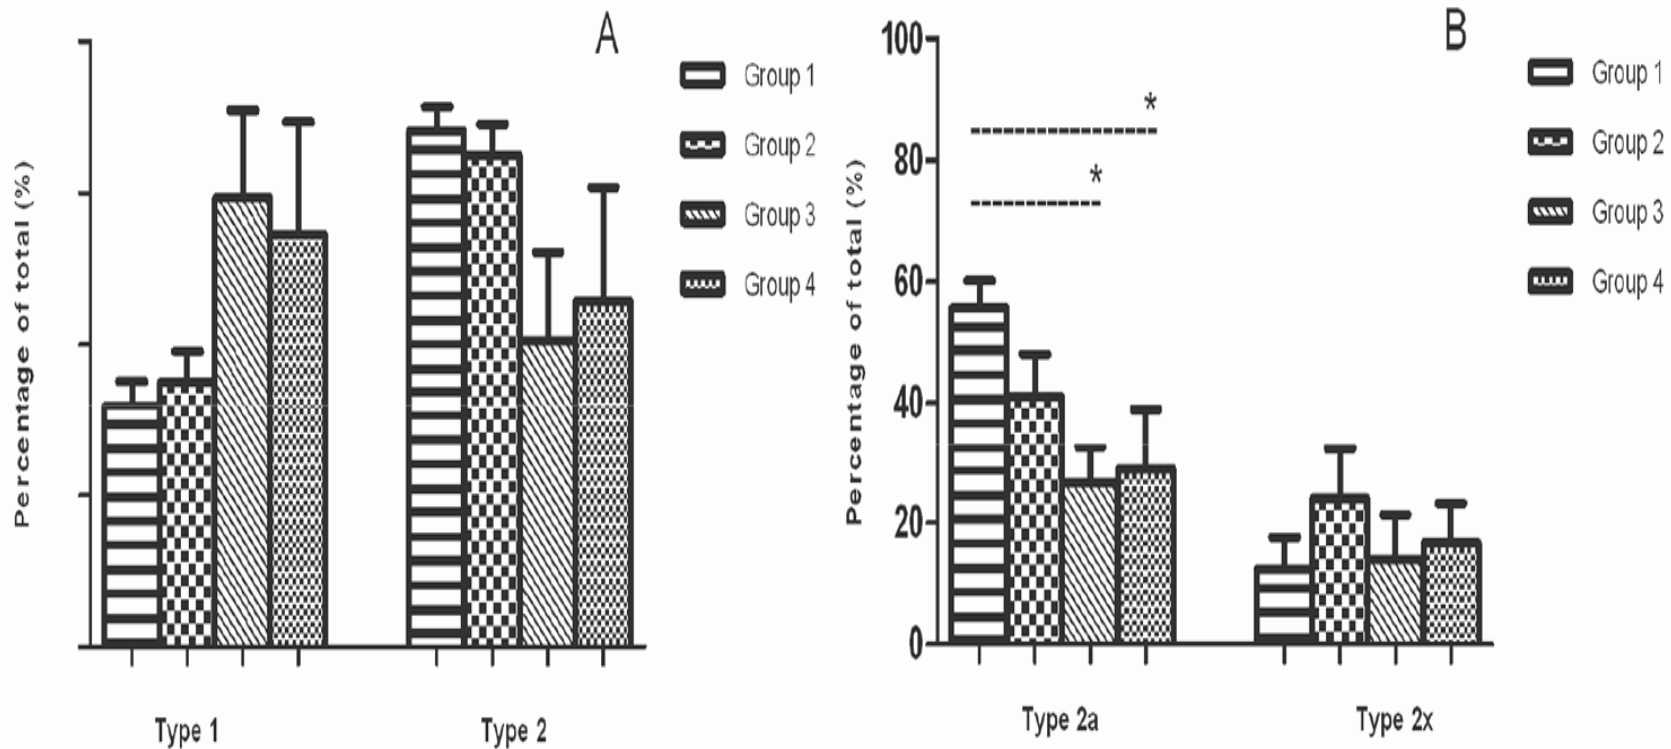 A
Group 1
Group 2
Group 3
Group 4
Percentage of total (%)
Type 1
Type 2
B
100
80
60
40
20
0
*
*
Group 1
Group 2
Group 3
Group 4
Percentage of total (%)
Type 2a
Type 2x